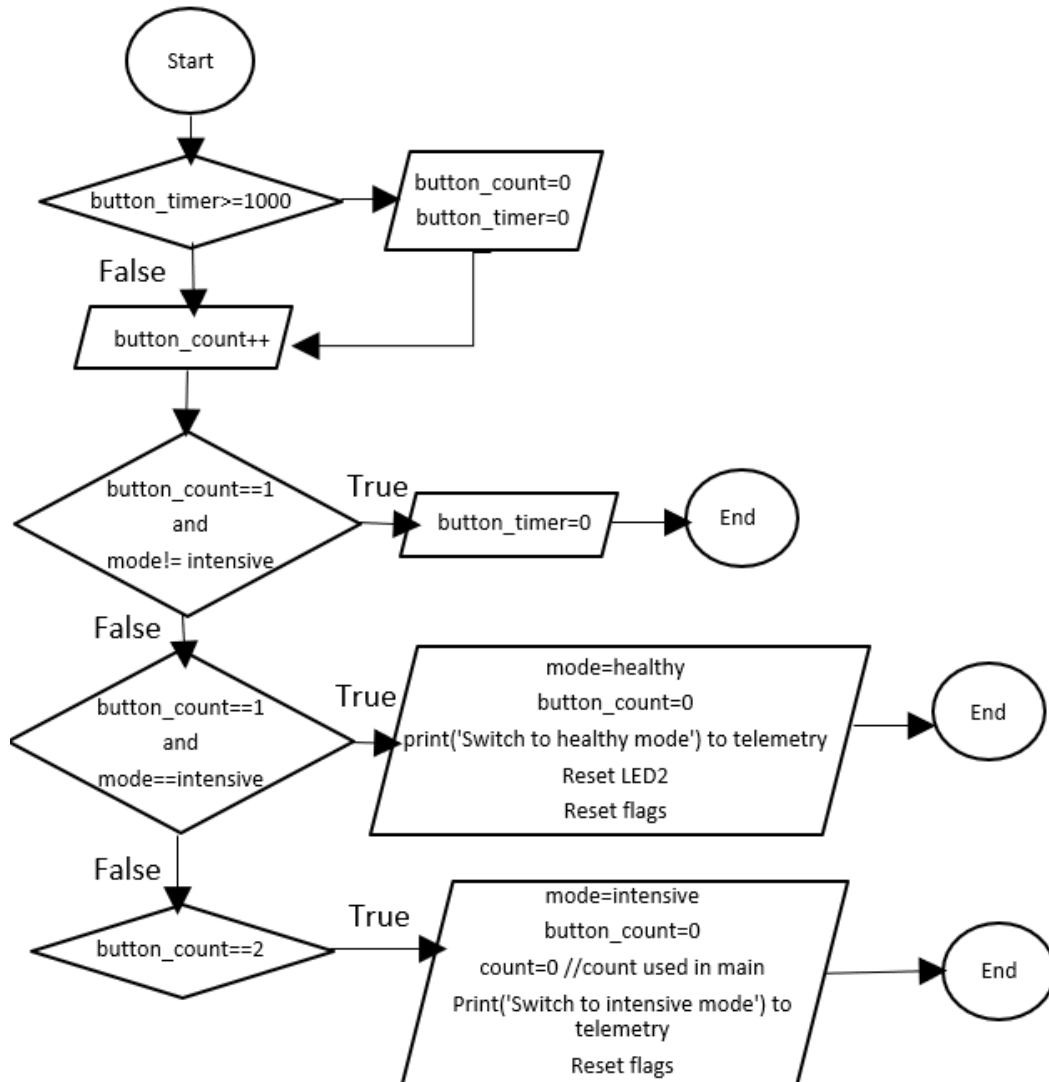 Start
button_timer>=1000
button_count=0
button_timer=0
False
button_count++
button_count==1
and
mode!= intensive
True
button_timer=0
End
False
button_count==1
and
mode==intensive
True
mode=healthy
button_count=0
print('Switch to healthy mode') to telemetry
Reset LED2
Reset flags
End
False
button_count==2
True
mode=intensive
button_count=0
count=0 //count used in main
Print('Switch to intensive mode') to
telemetry
Reset flags
End